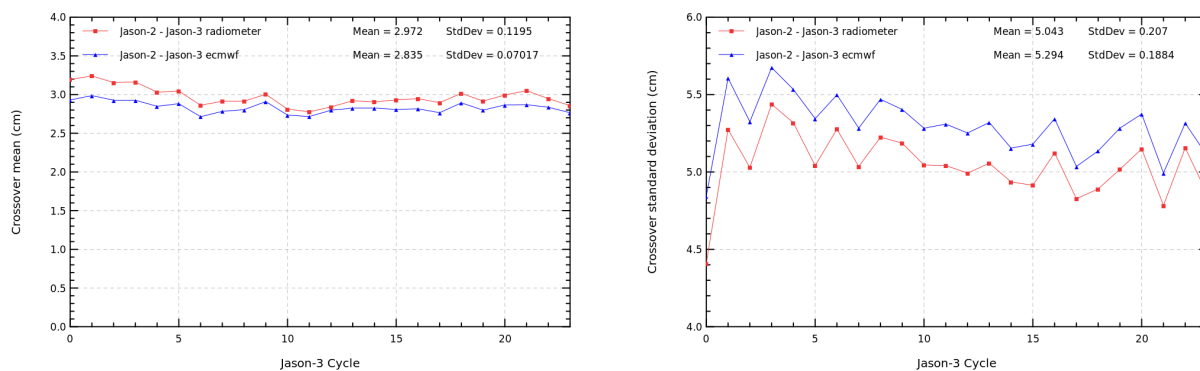 4.0
3.5
3.0
2.5
2.0
1.5
1.0
0.5
0.0
Crossover mean (cm)
Jason-2 - Jason-3 radiometer Mean = 2.972 StdDev = 0.1195
Jason-2 - Jason-3 ecmwf Mean = 2.835 StdDev = 0.07017
0 5 10 15 20
Jason-3 Cycle
6.0
5.5
5.0
4.5
4.0
Crossover standard deviation (cm)
Jason-2 - Jason-3 radiometer Mean = 5.043 StdDev = 0.207
Jason-2 - Jason-3 ecmwf Mean = 5.294 StdDev = 0.1884
0 5 10 15 20
Jason-3 Cycle